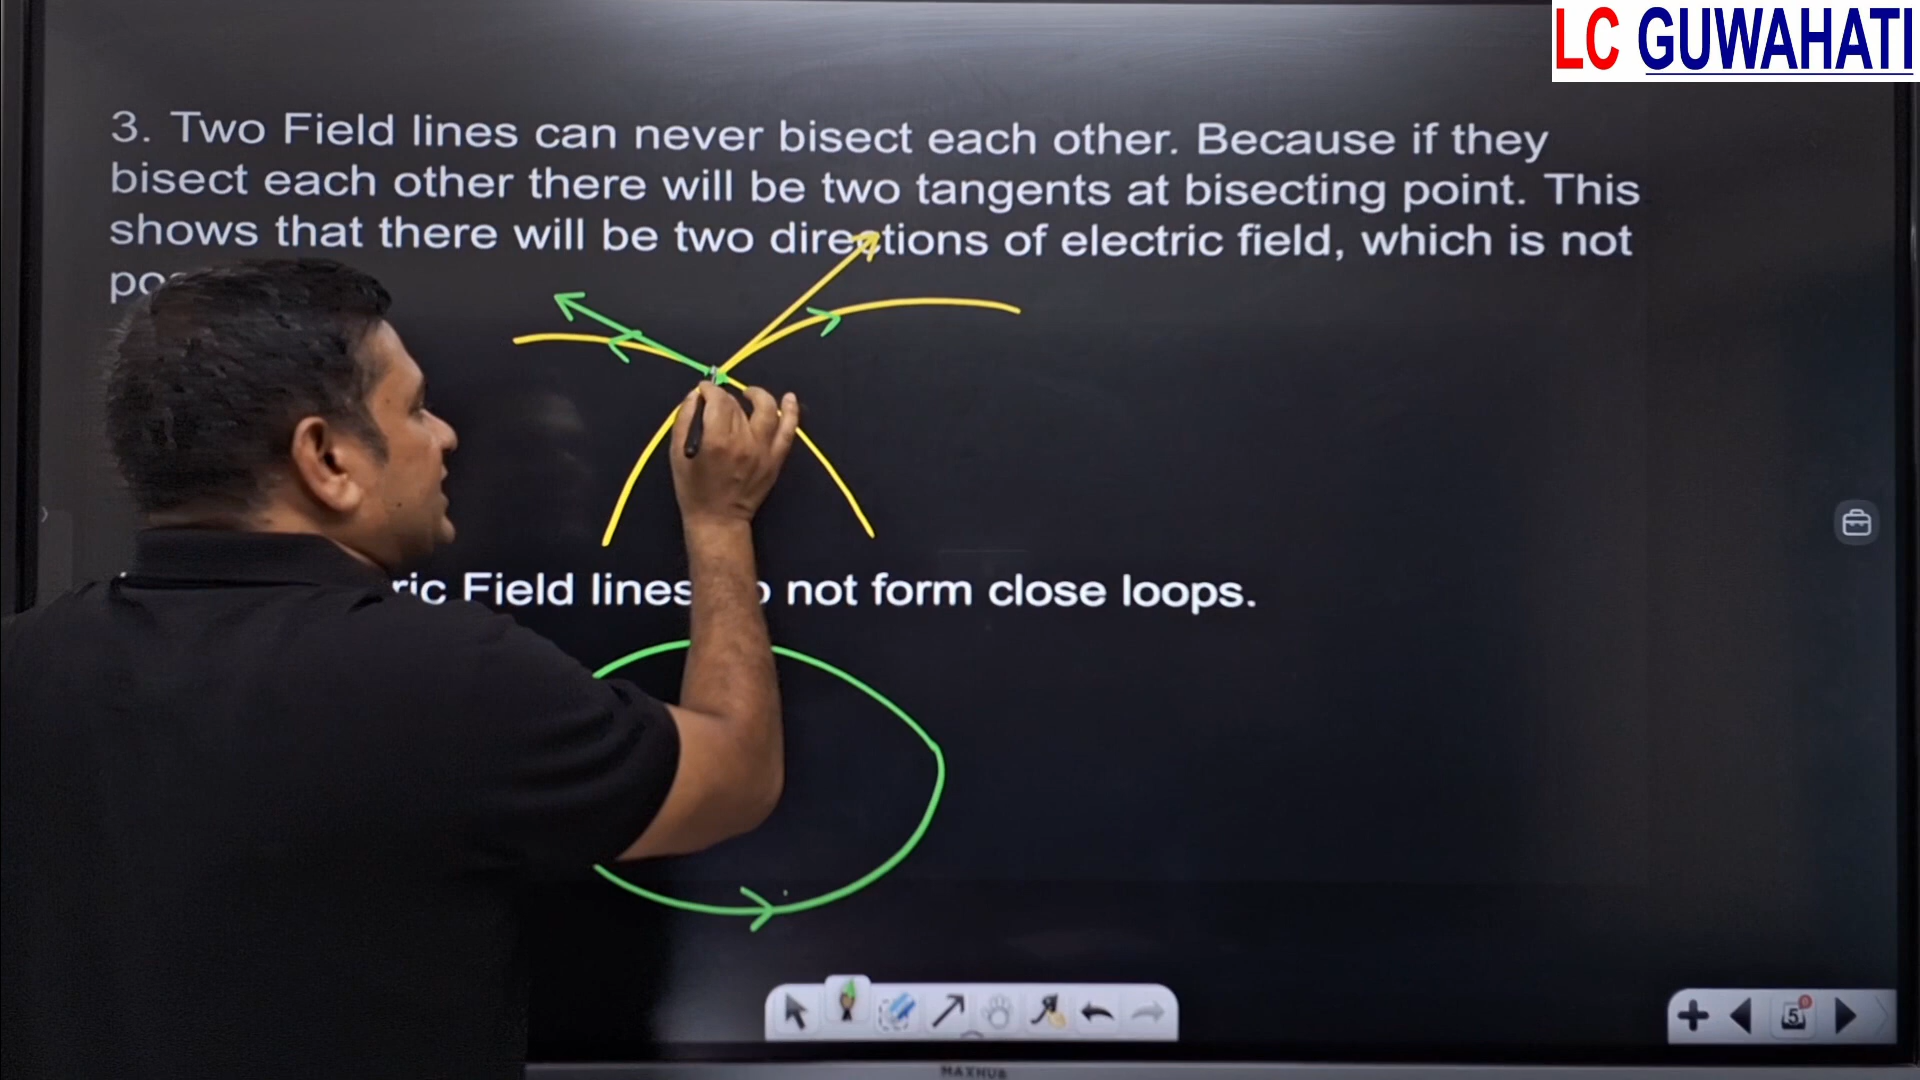 LC GUWAHATI
3. Two Field lines can never bisect each other. Because if they
bisect each other there will be two tangents at bisecting point. This
shows that there will be two directions of electric field, which is not
Field lines not form close loops.
5
MAXHUB